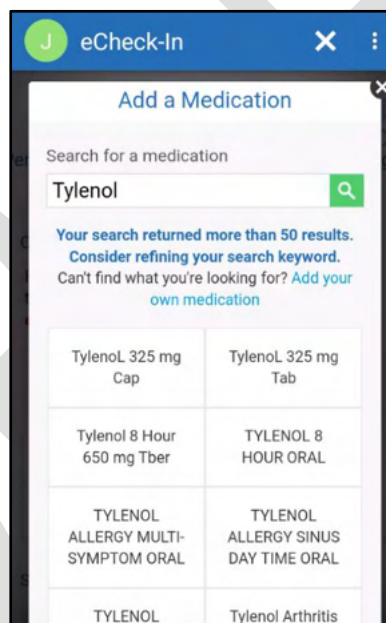 J eCheck-In
Add a Medication
Search for a medication
Tylenol
Your search returned more than 50 results.
Consider refining your search keyword.
Can't find what you're looking for? Add your
own medication
TylenoL 325 mg
Cap
TylenoL 325 mg
Tab
Tylenol 8 Hour
650 mg Tber
TYLENOL 8
HOUR ORAL
TYLENOL
ALLERGY MULTI-
SYMPTOM ORAL
TYLENOL
ALLERGY SINUS
DAY TIME ORAL
TYLENOL
Tylenol Arthritis